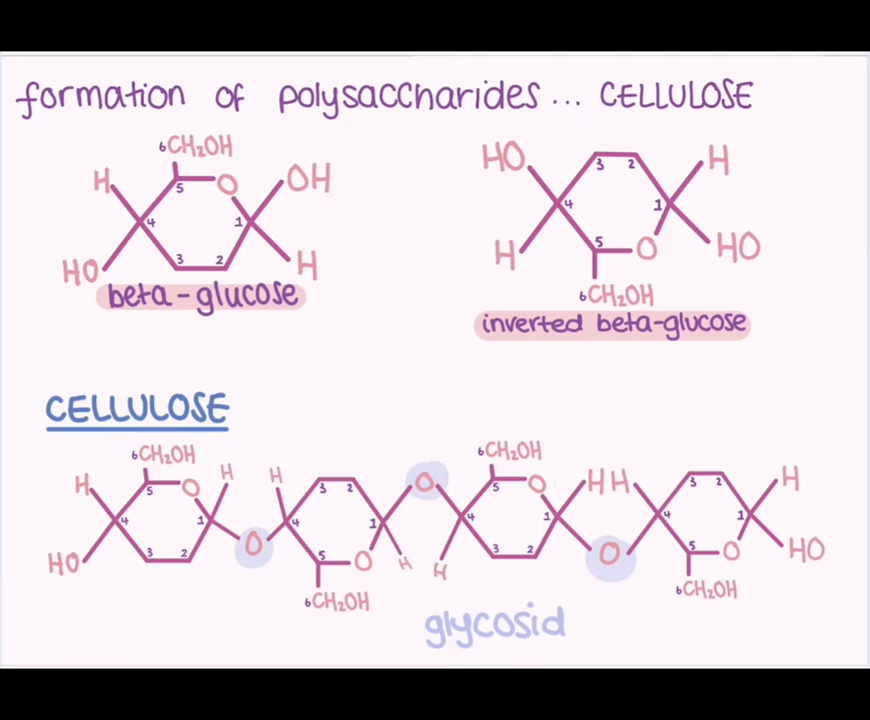 formation of polysaccharides... CELLULOSE
6CH2OH
H 5 O OH
4 1
HO 3 2 H
beta-glucose
HO 3 2 H
4 1
H 5 O HO
6CH2OH
inverted beta-glucose
CELLULOSE
6CH2OH
H 5 O H
4 1
HO 3 2
O
H 3 2
4 1
5 O H
6CH2OH
O
6CH2OH
5 O H
4 1
H 3 2
O
H 3 2 H
4 1
5 O HO
6CH2OH
glycosid